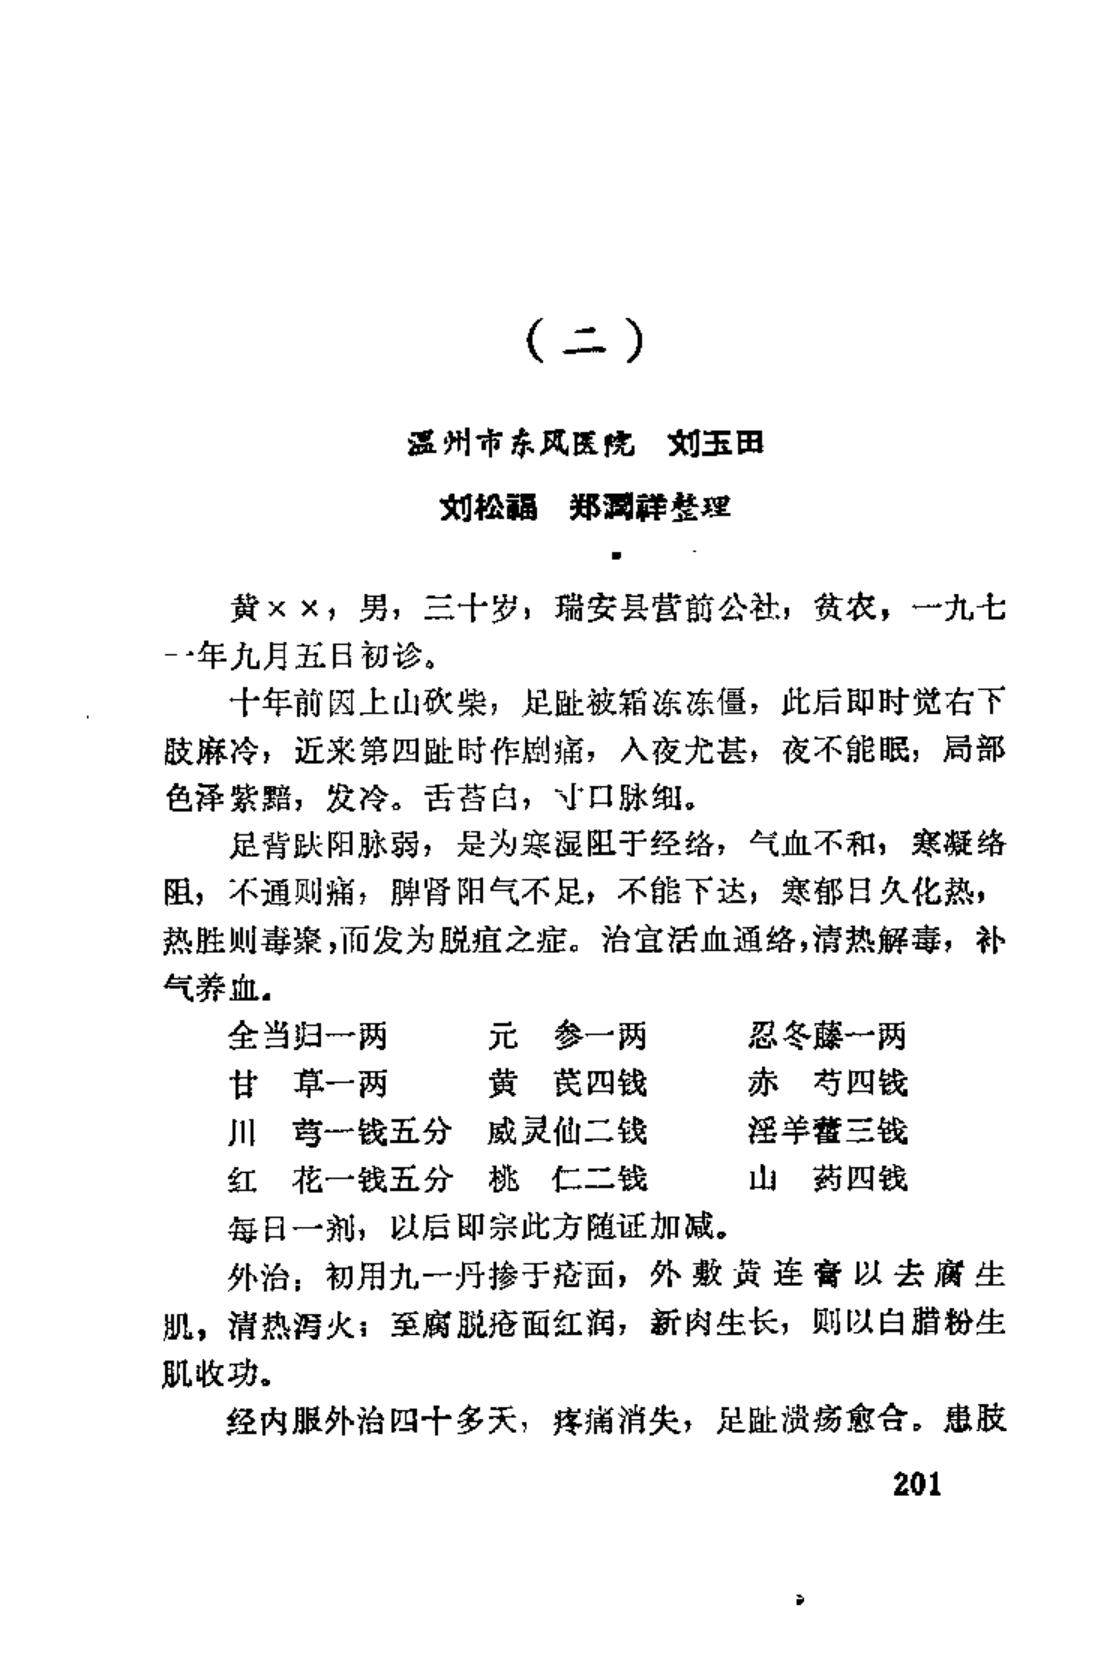 （二）
温州市东风医院　刘玉田
刘松福　郑润祥整理
黄××，男，三十岁，瑞安县营前公社，贫农，一九七
一年九月五日初诊。
十年前因上山砍柴，足趾被霜冻冻僵，此后即时觉右下
肢麻冷，近来第四趾时作剧痛，入夜尤甚，夜不能眠，局部
色泽紫黯，发冷。舌苔白，寸口脉细。
足背趺阳脉弱，是为寒湿阻于经络，气血不和，寒凝络
阻，不通则痛，脾肾阳气不足，不能下达，寒郁日久化热，
热胜则毒聚，而发为脱疽之症。治宜活血通络，清热解毒，补
气养血。
全当归一两　元　参一两　忍冬藤一两
甘　草一两　黄　芪四钱　赤　芍四钱
川　芎一钱五分　威灵仙二钱　淫羊藿三钱
红　花一钱五分　桃　仁二钱　山　药四钱
每日一剂，以后即宗此方随证加减。
外治：初用九一丹掺于疮面，外敷黄连膏以去腐生
肌，清热泻火；至腐脱疮面红润，新肉生长，则以白腊粉生
肌收功。
经内服外治四十多天，疼痛消失，足趾溃疡愈合。患肢
201